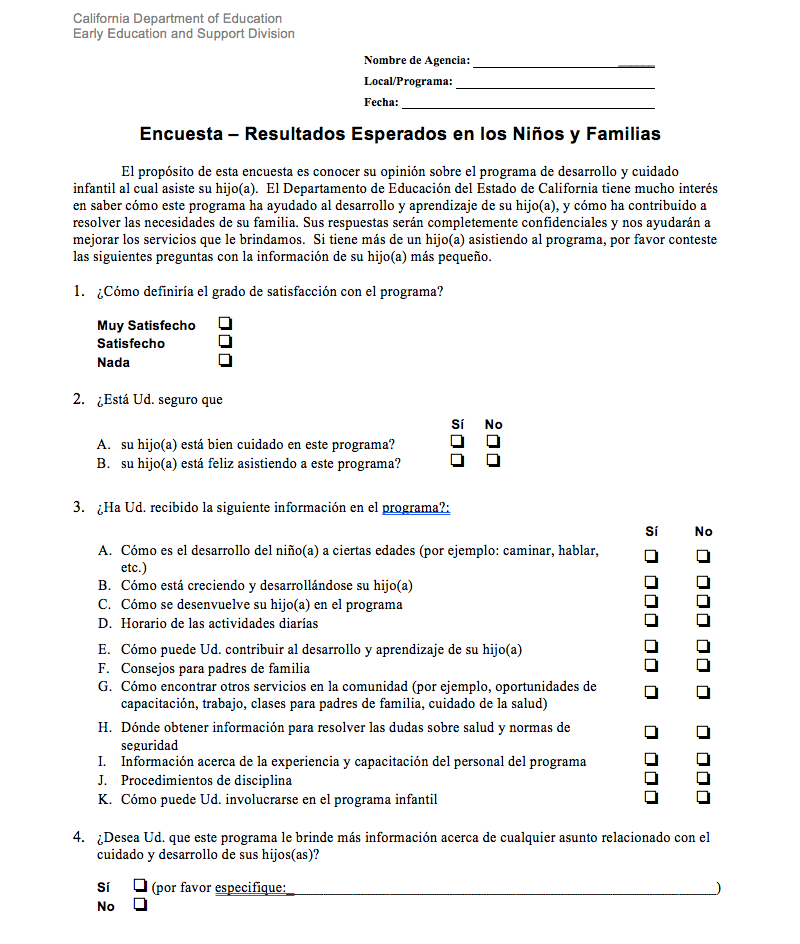 California Department of Education
Early Education and Support Division
Nombre de Agencia:
Local/Programa:
Fecha:
Encuesta – Resultados Esperados en los Niños y Familias
El propósito de esta encuesta es conocer su opinión sobre el programa de desarrollo y cuidado
infantil al cual asiste su hijo(a).  El Departamento de Educación del Estado de California tiene mucho interés
en saber cómo este programa ha ayudado al desarrollo y aprendizaje de su hijo(a), y cómo ha contribuido a
resolver las necesidades de su familia. Sus respuestas serán completamente confidenciales y nos ayudarán a
mejorar los servicios que le brindamos.  Si tiene más de un hijo(a) asistiendo al programa, por favor conteste
las siguientes preguntas con la información de su hijo(a) más pequeño.
1. ¿Cómo definiría el grado de satisfacción con el programa?
Muy Satisfecho ❏
Satisfecho ❏
Nada ❏
2. ¿Está Ud. seguro que
Sí No
A. su hijo(a) está bien cuidado en este programa? ❏ ❏
B. su hijo(a) está feliz asistiendo a este programa? ❏ ❏
3. ¿Ha Ud. recibido la siguiente información en el programa?:
Sí No
A. Cómo es el desarrollo del niño(a) a ciertas edades (por ejemplo: caminar, hablar, ❏ ❏
etc.)
B. Cómo está creciendo y desarrollándose su hijo(a) ❏ ❏
C. Cómo se desenvuelve su hijo(a) en el programa ❏ ❏
D. Horario de las actividades diarías ❏ ❏
E. Cómo puede Ud. contribuir al desarrollo y aprendizaje de su hijo(a) ❏ ❏
F. Consejos para padres de familia ❏ ❏
G. Cómo encontrar otros servicios en la comunidad (por ejemplo, oportunidades de ❏ ❏
capacitación, trabajo, clases para padres de familia, cuidado de la salud)
H. Dónde obtener información para resolver las dudas sobre salud y normas de ❏ ❏
seguridad
I. Información acerca de la experiencia y capacitación del personal del programa ❏ ❏
J. Procedimientos de disciplina ❏ ❏
K. Cómo puede Ud. involucrarse en el programa infantil ❏ ❏
4. ¿Desea Ud. que este programa le brinde más información acerca de cualquier asunto relacionado con el
cuidado y desarrollo de sus hijos(as)?
Sí ❏ (por favor especifique:______)
No ❏